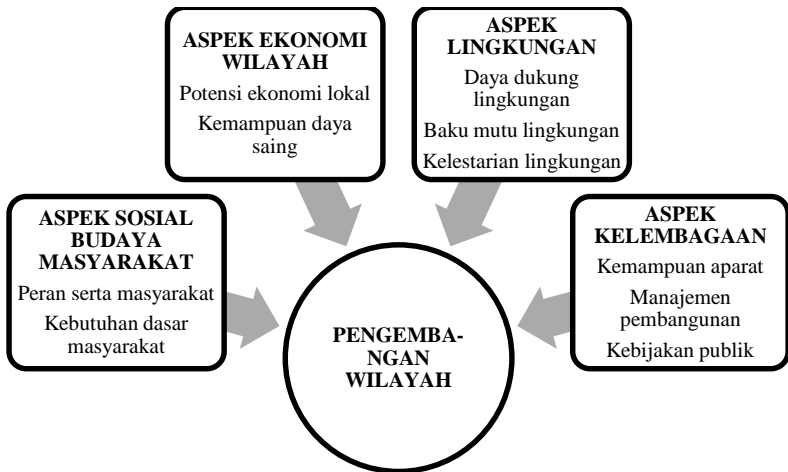 ASPEK EKONOMI
WILAYAH
Potensi ekonomi lokal
Kemampuan daya
saing
ASPEK
LINGKUNGAN
Daya dukung
lingkungan
Baku mutu lingkungan
Kelestarian lingkungan
ASPEK SOSIAL
BUDAYA
MASYARAKAT
Peran serta masyarakat
Kebutuhan dasar
masyarakat
ASPEK
KELEMBAGAAN
Kemampuan aparat
Manajemen
pembangunan
Kebijakan publik
PENGEMBA-
NGAN
WILAYAH